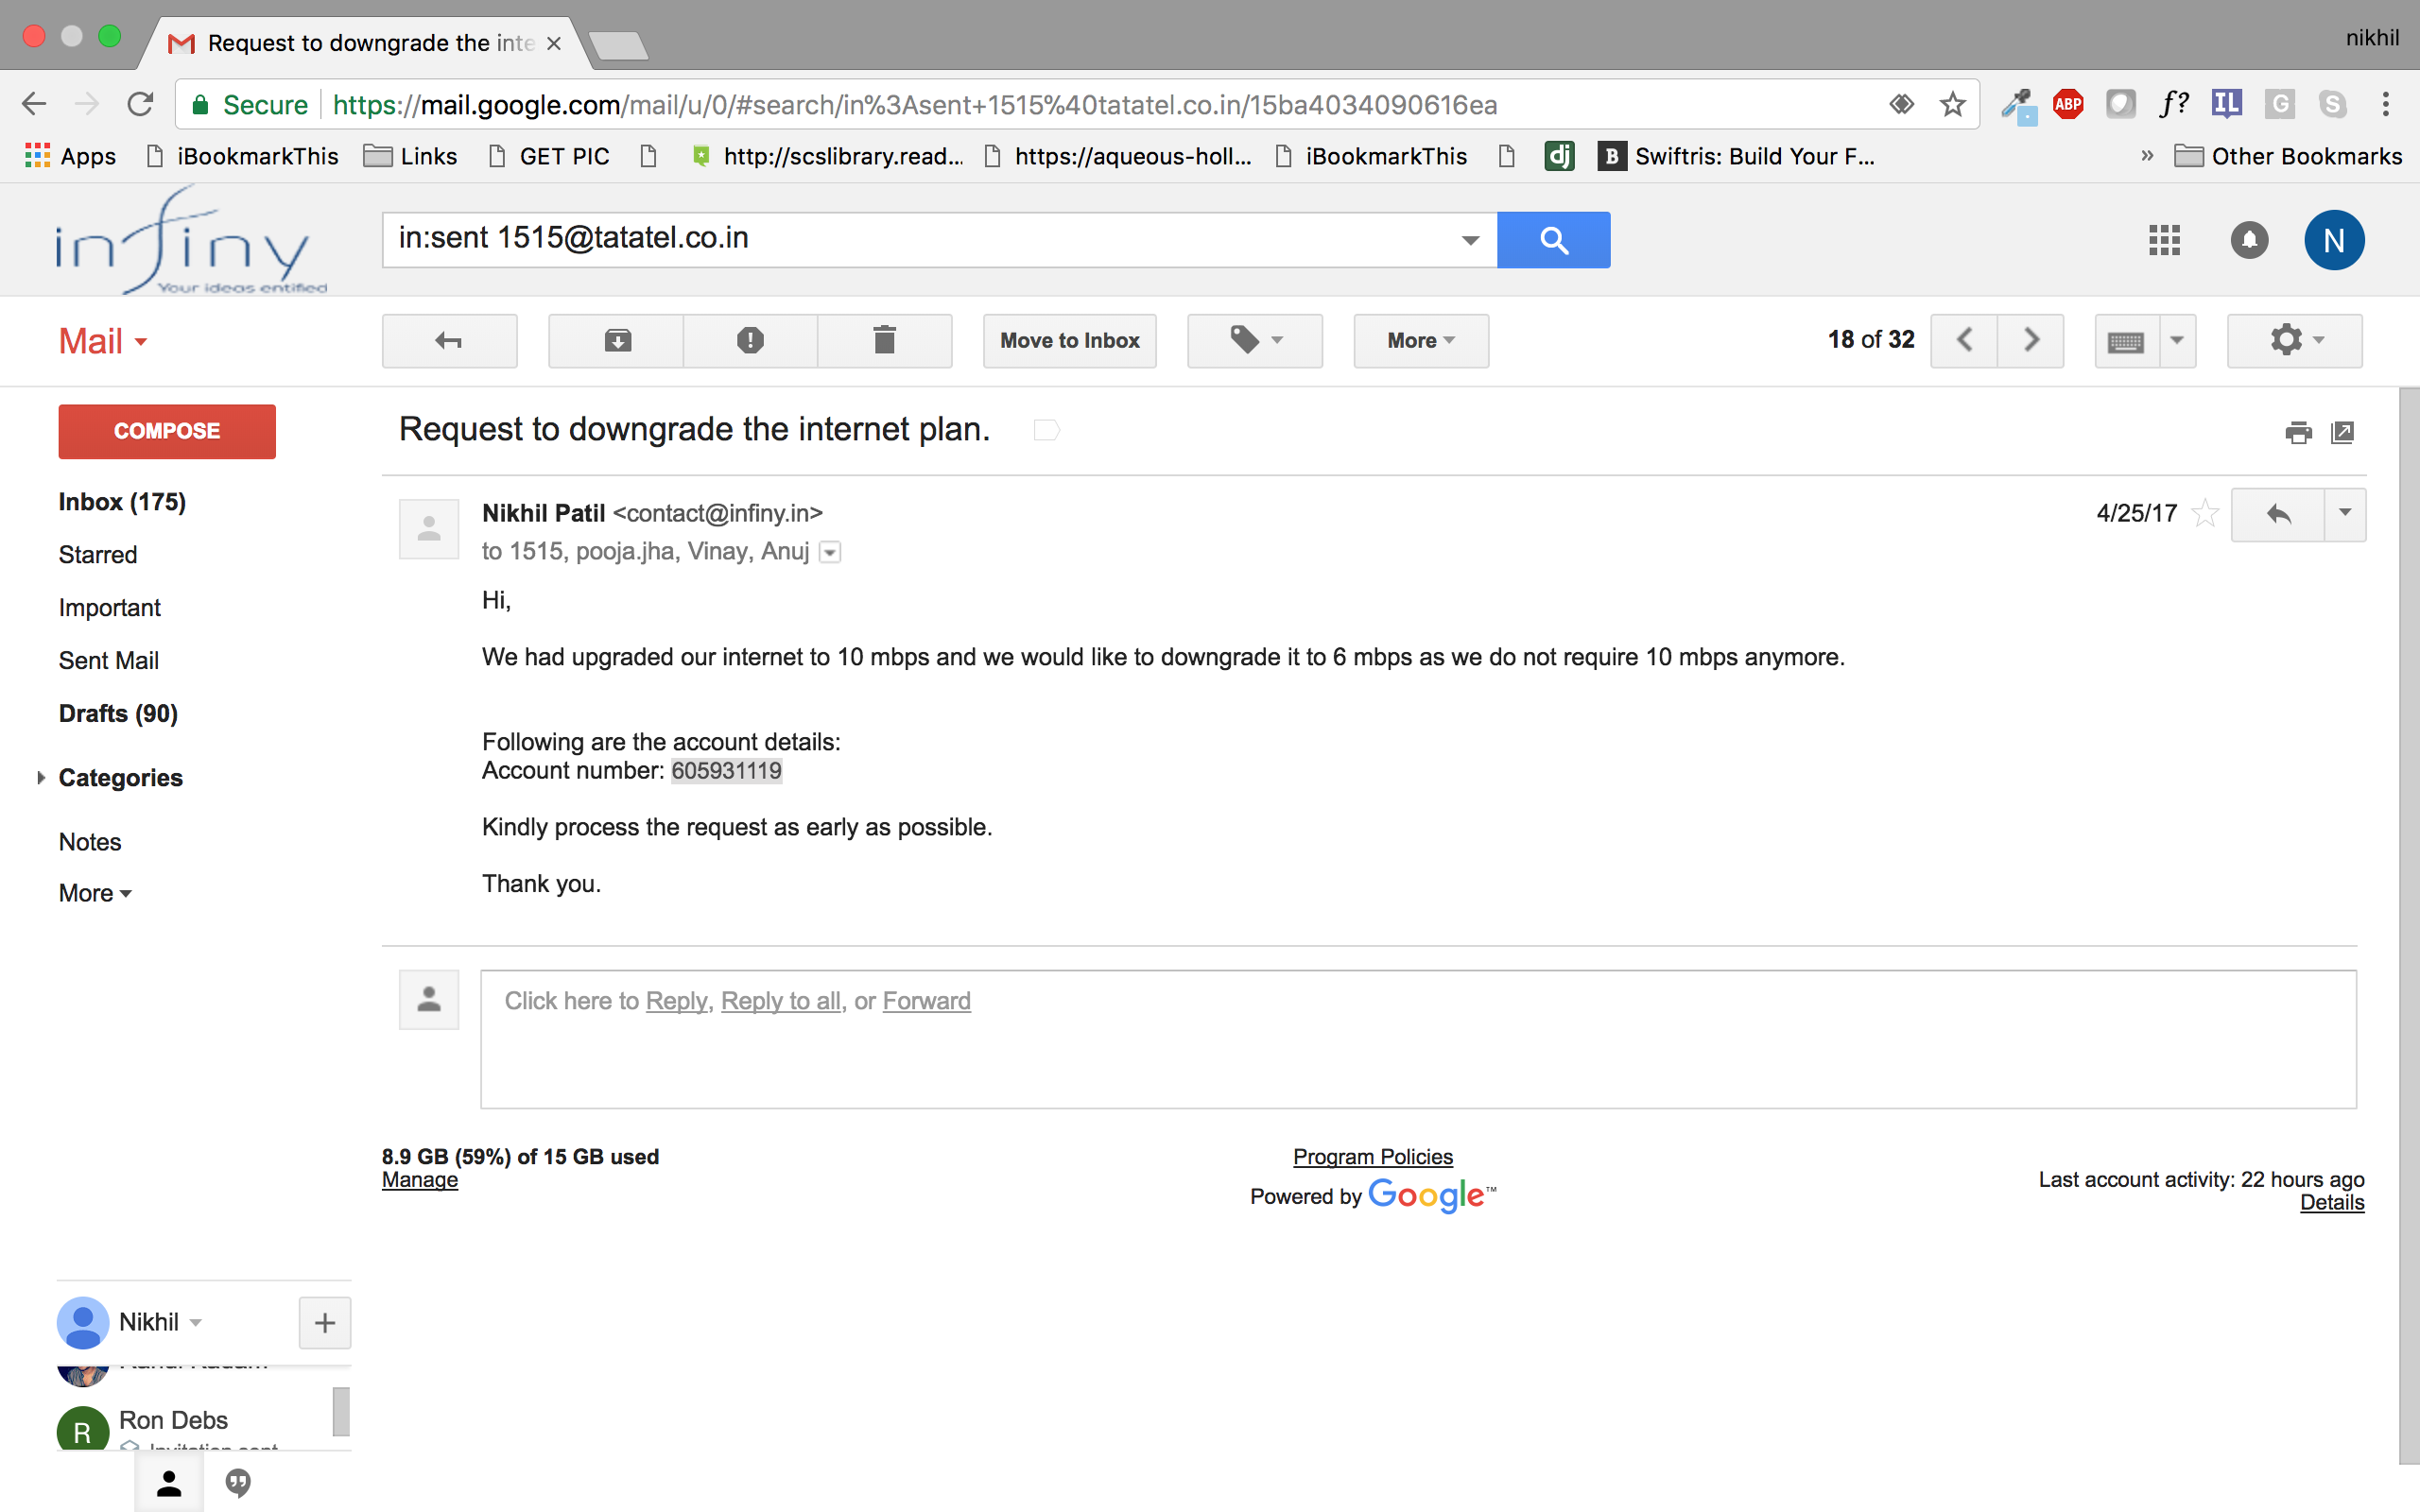 Request to downgrade the inte
nikhil
Secure https://mail.google.com/mail/u/0/#search/in%3Asent+1515%40tatatel.co.in/15ba4034090616ea
ABP f? IL G S
Apps iBookmarkThis Links GET PIC http://scslibrary.read... https://aqueous-holl... iBookmarkThis dj B Swiftris: Build Your F... » Other Bookmarks
infiny
Your ideas entified
in:sent 1515@tatatel.co.in
N
Mail
Move to Inbox
More
18 of 32
COMPOSE
Request to downgrade the internet plan.
Inbox (175)
Starred
Important
Sent Mail
Drafts (90)
Categories
Notes
More
Nikhil Patil <contact@infiny.in>
4/25/17
to 1515, pooja.jha, Vinay, Anuj
Hi,
We had upgraded our internet to 10 mbps and we would like to downgrade it to 6 mbps as we do not require 10 mbps anymore.
Following are the account details:
Account number: 605931119
Kindly process the request as early as possible.
Thank you.
Click here to Reply, Reply to all, or Forward
8.9 GB (59%) of 15 GB used
Manage
Program Policies
Powered by Google™
Last account activity: 22 hours ago
Details
Nikhil
R
Ron Debs